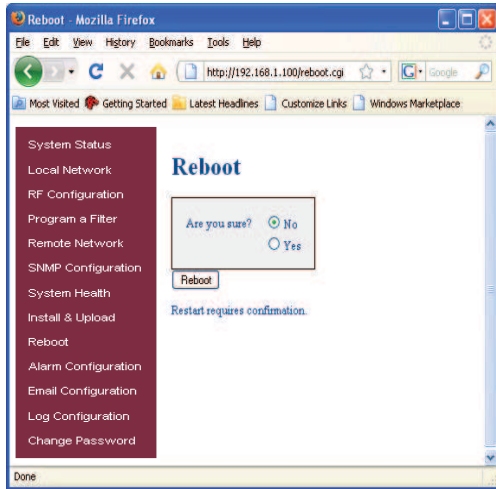 Reboot - Mozilla Firefox
File Edit View History Bookmarks Tools Help
http://192.168.1.100/reboot.cgi
G Google
Most Visited Getting Started Latest Headlines Customize Links Windows Marketplace
System Status
Local Network
RF Configuration
Program a Filter
Remote Network
SNMP Configuration
System Health
Install & Upload
Reboot
Alarm Configuration
Email Configuration
Log Configuration
Change Password
Reboot
Are you sure? No
Yes
Reboot
Restart requires confirmation.
Done